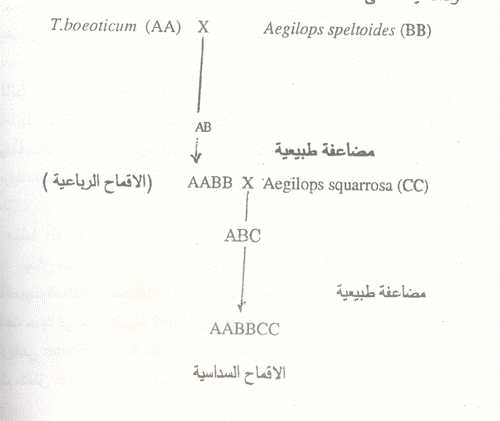 T.boeoticum (AA) X Aegilops speltoides (BB)
AB
مضاعفة طبيعية
(الاقماح الرباعية) AABB X Aegilops squarrosa (CC)
ABC
مضاعفة طبيعية
AABBCC
الاقماح السداسية